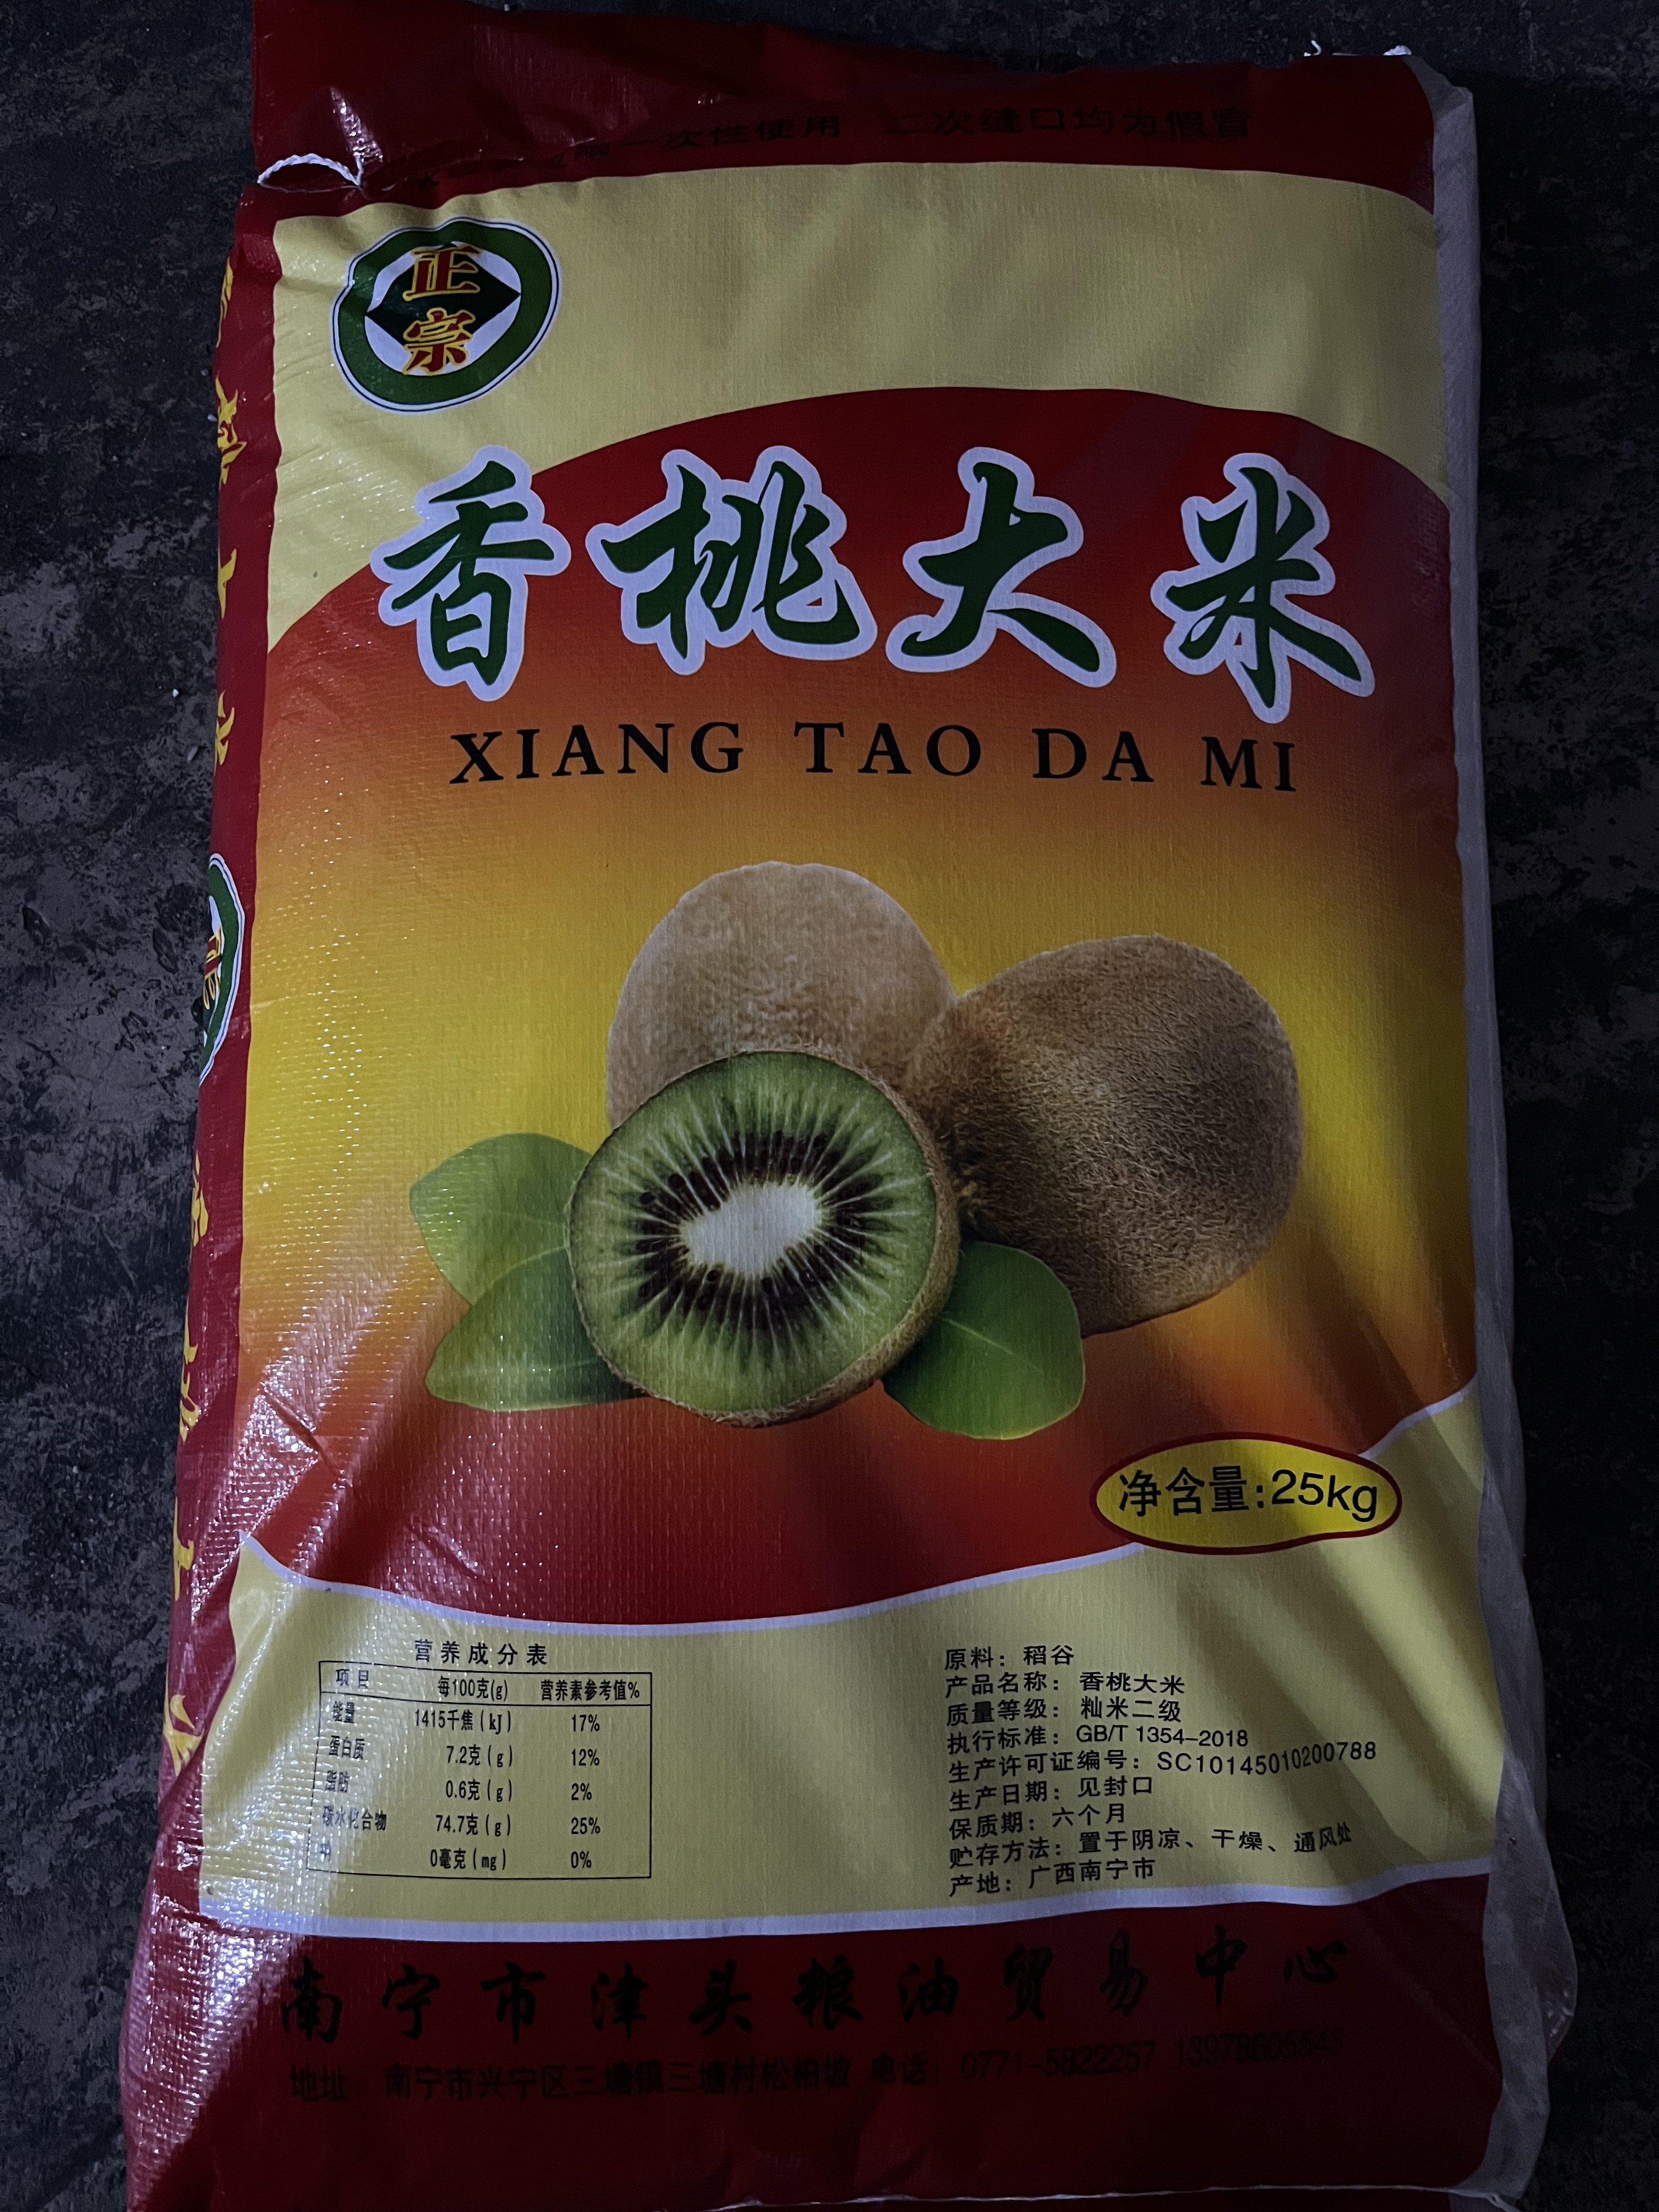 限一次性使用 二次缝口均为假冒
正
宗
香桃大米
XIANG TAO DA MI
净含量:25kg
营养成分表
项目 每100克(g) 营养素参考值%
能量 1415千焦(kJ) 17%
蛋白质 7.2克(g) 12%
脂肪 0.6克(g) 2%
碳水化合物 74.7克(g) 25%
0毫克(mg) 0%
原料：稻谷
产品名称：香桃大米
质量等级：籼米二级
执行标准：GB/T 1354-2018
生产许可证编号：SC10145010200788
生产日期：见封口
保质期：六个月
贮存方法：置于阴凉、干燥、通风处
产地：广西南宁市
南宁市津头粮油贸易中心
地址：南宁市兴宁区三塘镇三塘村松柏坡 电话：0771-5822257 13978605545